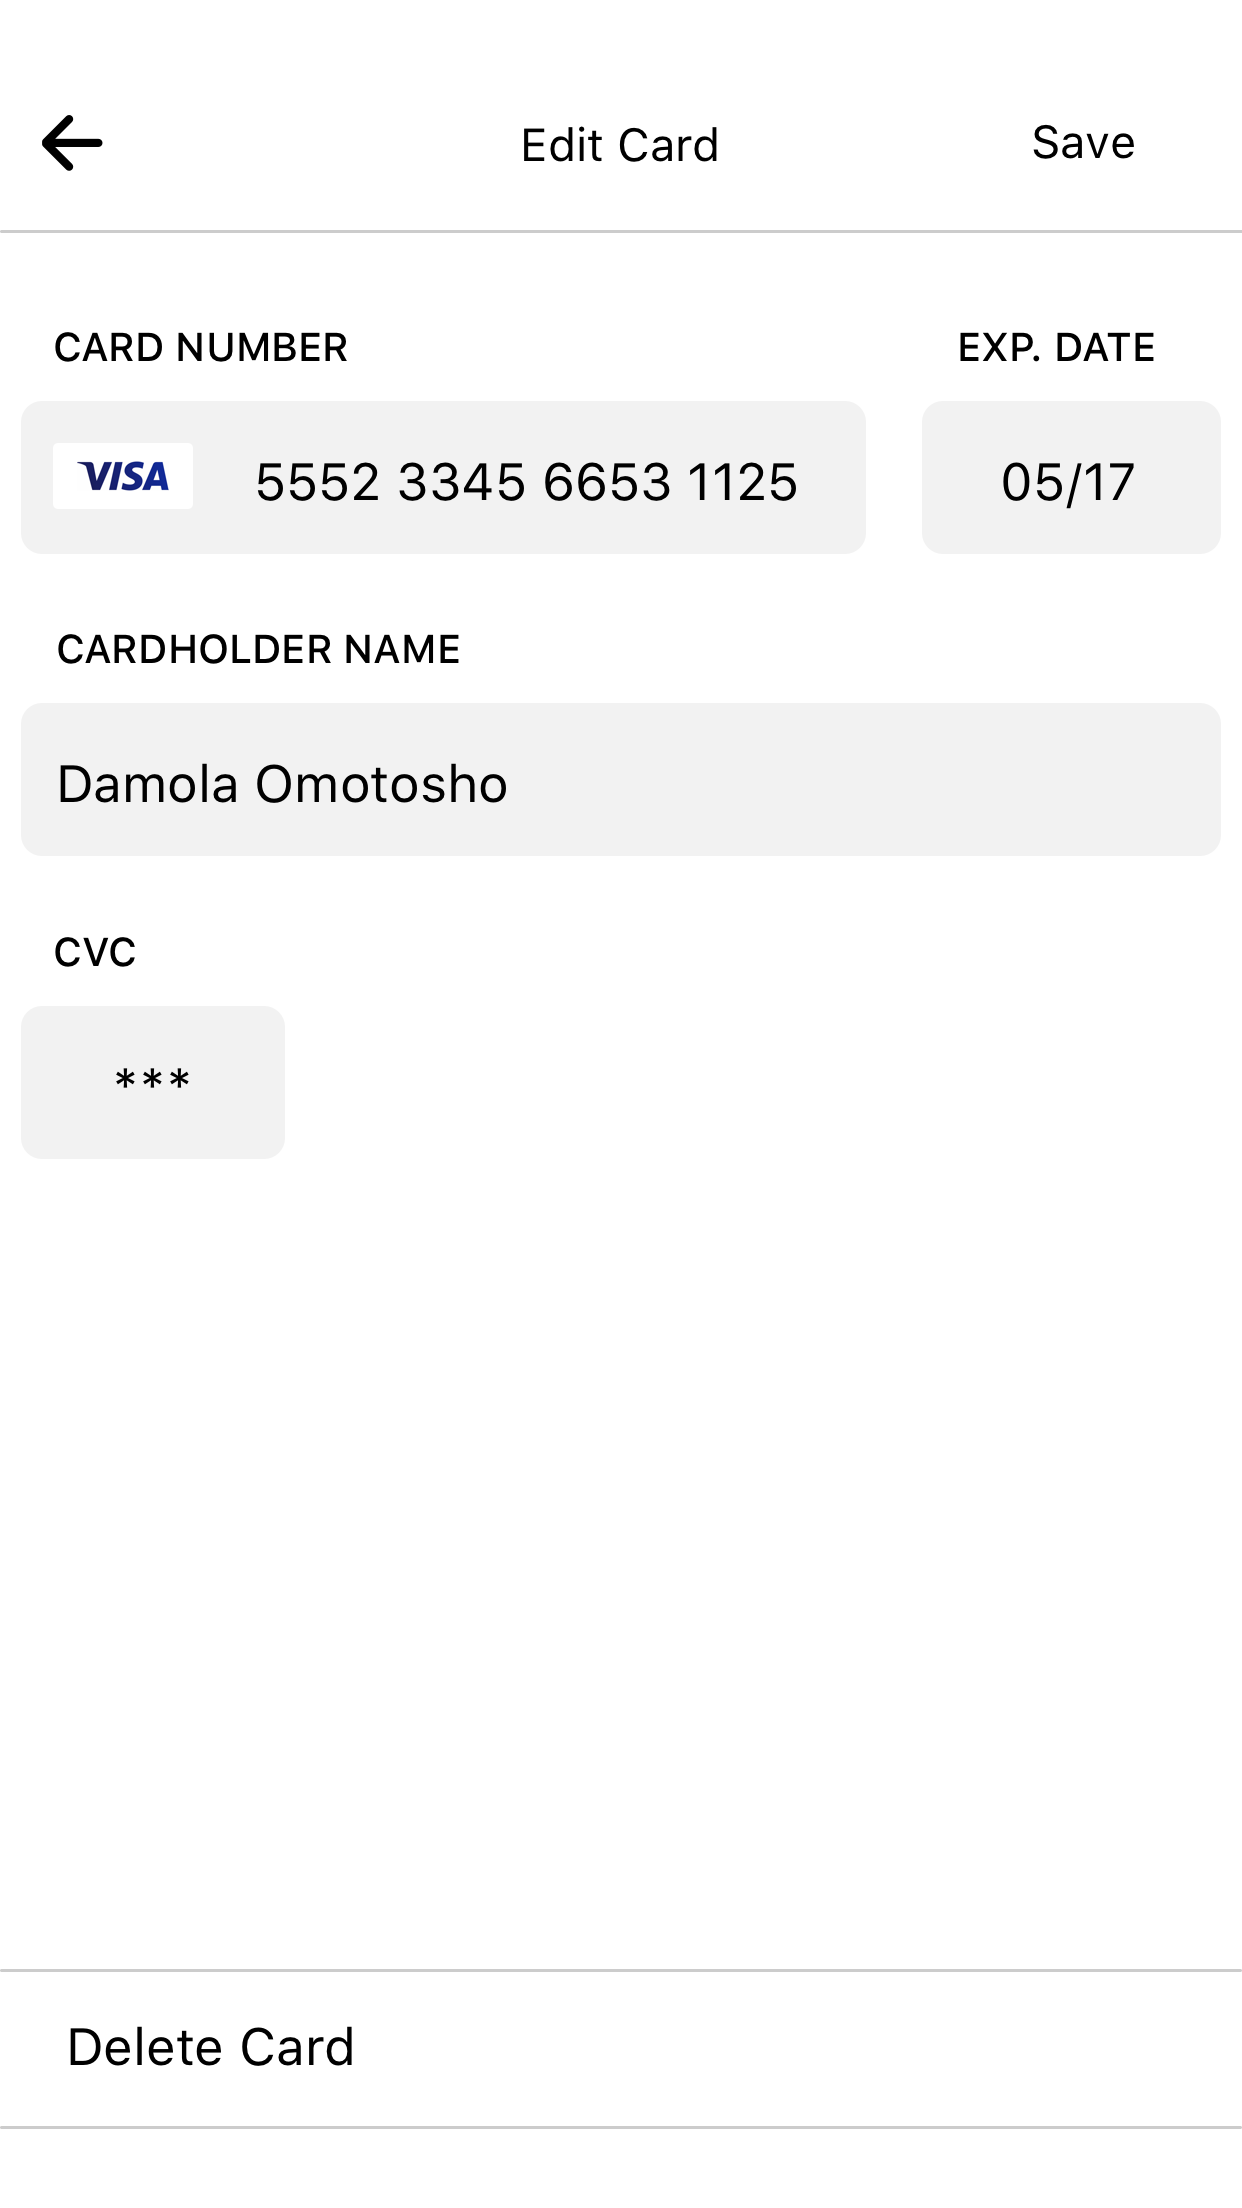 Edit Card
Save
CARD NUMBER
EXP. DATE
VISA 5552 3345 6653 1125
05/17
CARDHOLDER NAME
Damola Omotosho
CVC
***
Delete Card